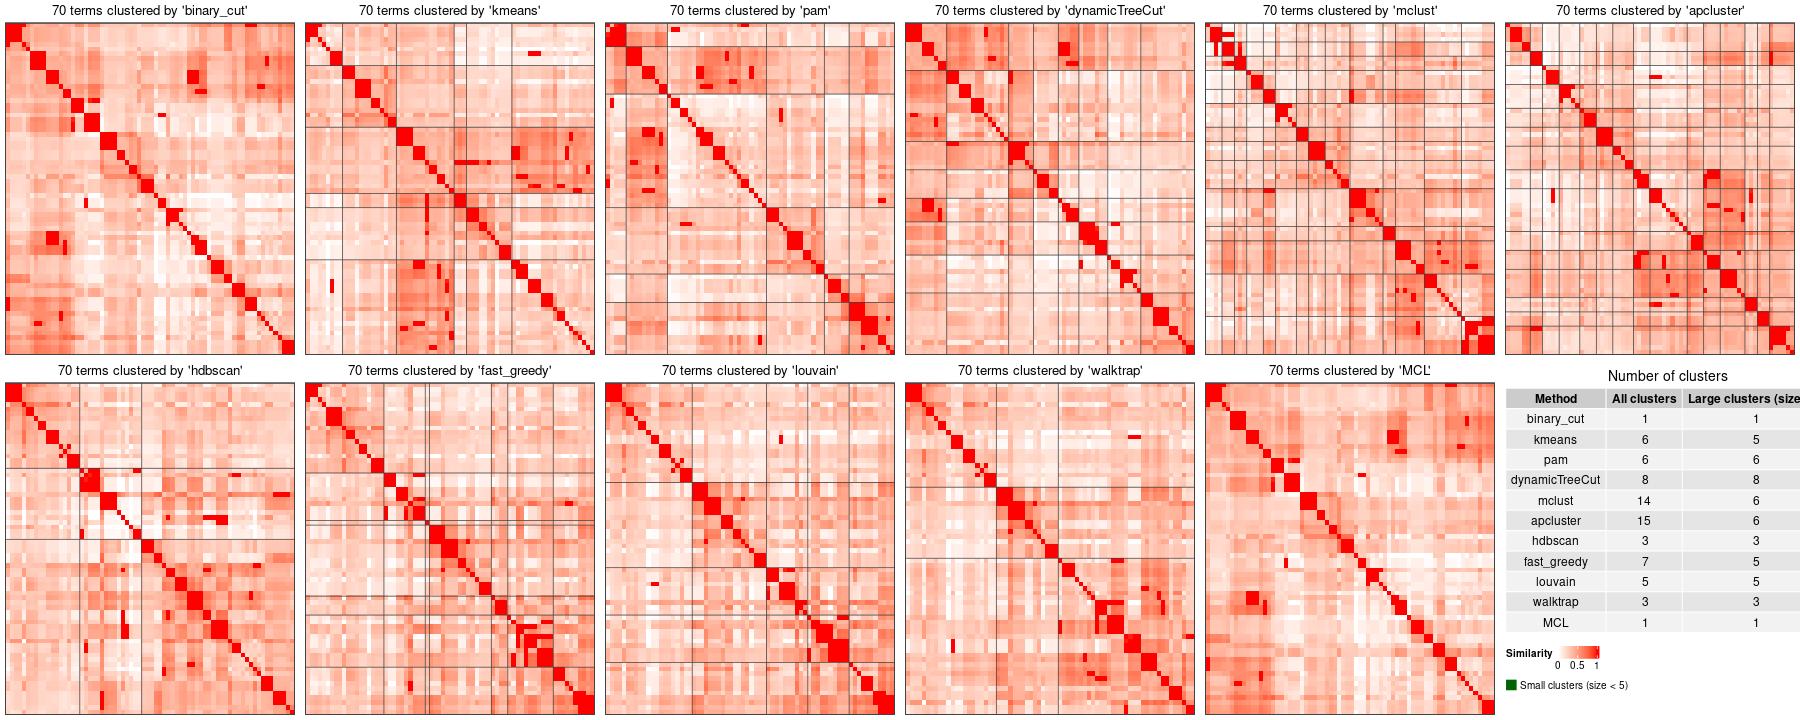 70 terms clustered by 'binary_cut'
70 terms clustered by 'kmeans'
70 terms clustered by 'pam'
70 terms clustered by 'dynamicTreeCut'
70 terms clustered by 'mclust'
70 terms clustered by 'apcluster'
70 terms clustered by 'hdbscan'
70 terms clustered by 'fast_greedy'
70 terms clustered by 'louvain'
70 terms clustered by 'walktrap'
70 terms clustered by 'MCL'
Number of clusters
Method All clusters Large clusters (size
binary_cut 1 1
kmeans 6 5
pam 6 6
dynamicTreeCut 8 8
mclust 14 6
apcluster 15 6
hdbscan 3 3
fast_greedy 7 5
louvain 5 5
walktrap 3 3
MCL 1 1
Similarity
0 0.5 1
Small clusters (size < 5)